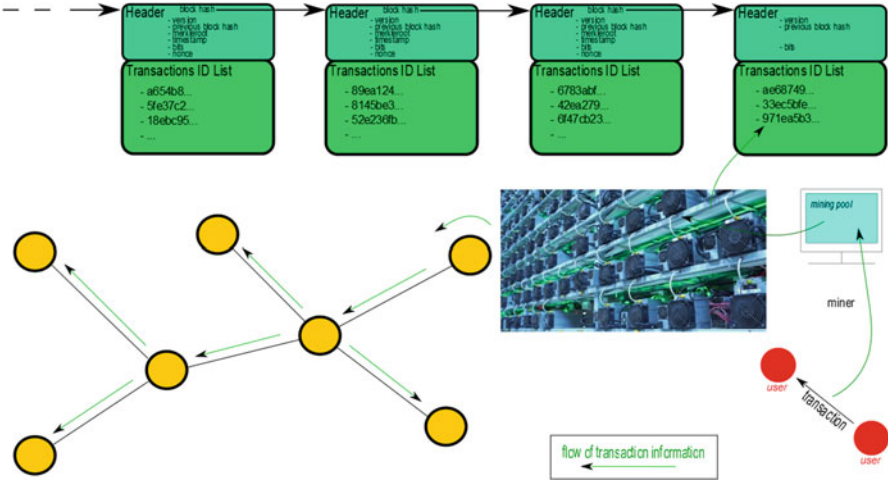 Header
block hash
- version
- previous block hash
- merkleroot
- timestamp
- bits
- nonce
Transactions ID List
- a654b8...
- 5fe37c2...
- 18ebc95...
- ...
Header
block hash
- version
- previous block hash
- merkleroot
- timestamp
- bits
- nonce
Transactions ID List
- 89ea124...
- 8145be3...
- 52e236fb...
- ...
Header
block hash
- version
- previous block hash
- merkleroot
- timestamp
- bits
- nonce
Transactions ID List
- 6783abf...
- 42ea279...
- 6f47cb23...
- ...
Header
- version
- previous block hash
- bits
Transactions ID List
- ae68749...
- 33ec5bfe...
- 971ea5b3...
mining pool
miner
user
transaction
user
flow of transaction information